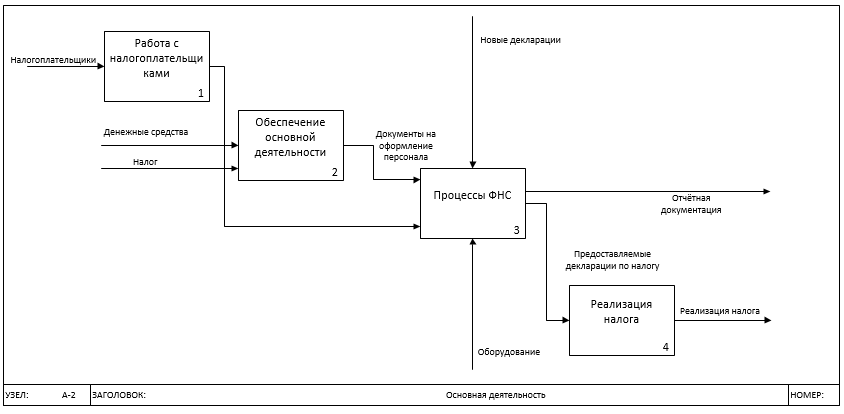 Работа с
налогоплательщи
ками
1
Налогоплательщики
Новые декларации
Денежные средства
Налог
Обеспечение
основной
деятельности
2
Документы на
оформление
персонала
Процессы ФНС
3
Отчётная
документация
Предоставляемые
декларации по налогу
Реализация
налога
4
Реализация налога
Оборудование
УЗЕЛ: А-2 ЗАГОЛОВОК: Основная деятельность НОМЕР: